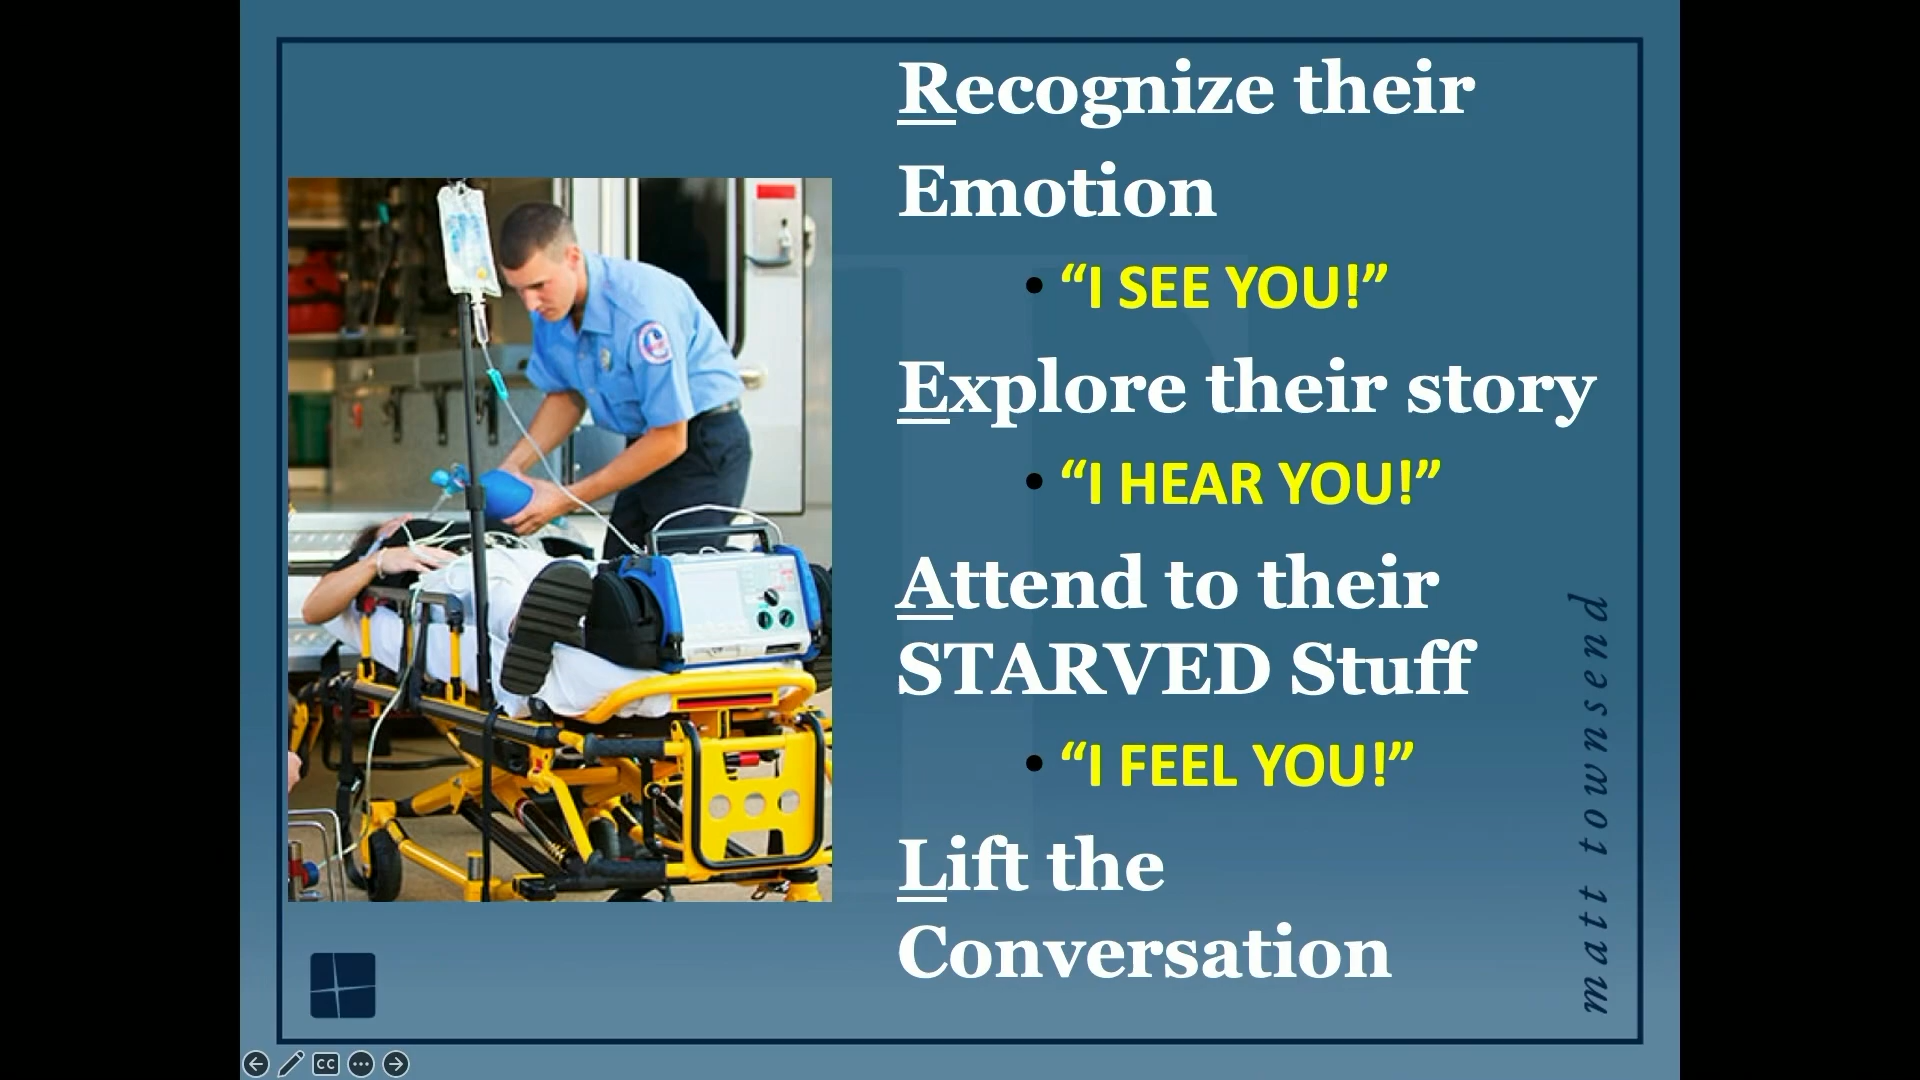 Recognize their
Emotion
• “I SEE YOU!”
Explore their story
• “I HEAR YOU!”
Attend to their
STARVED Stuff
• “I FEEL YOU!”
Lift the
Conversation
matt townsend
CC